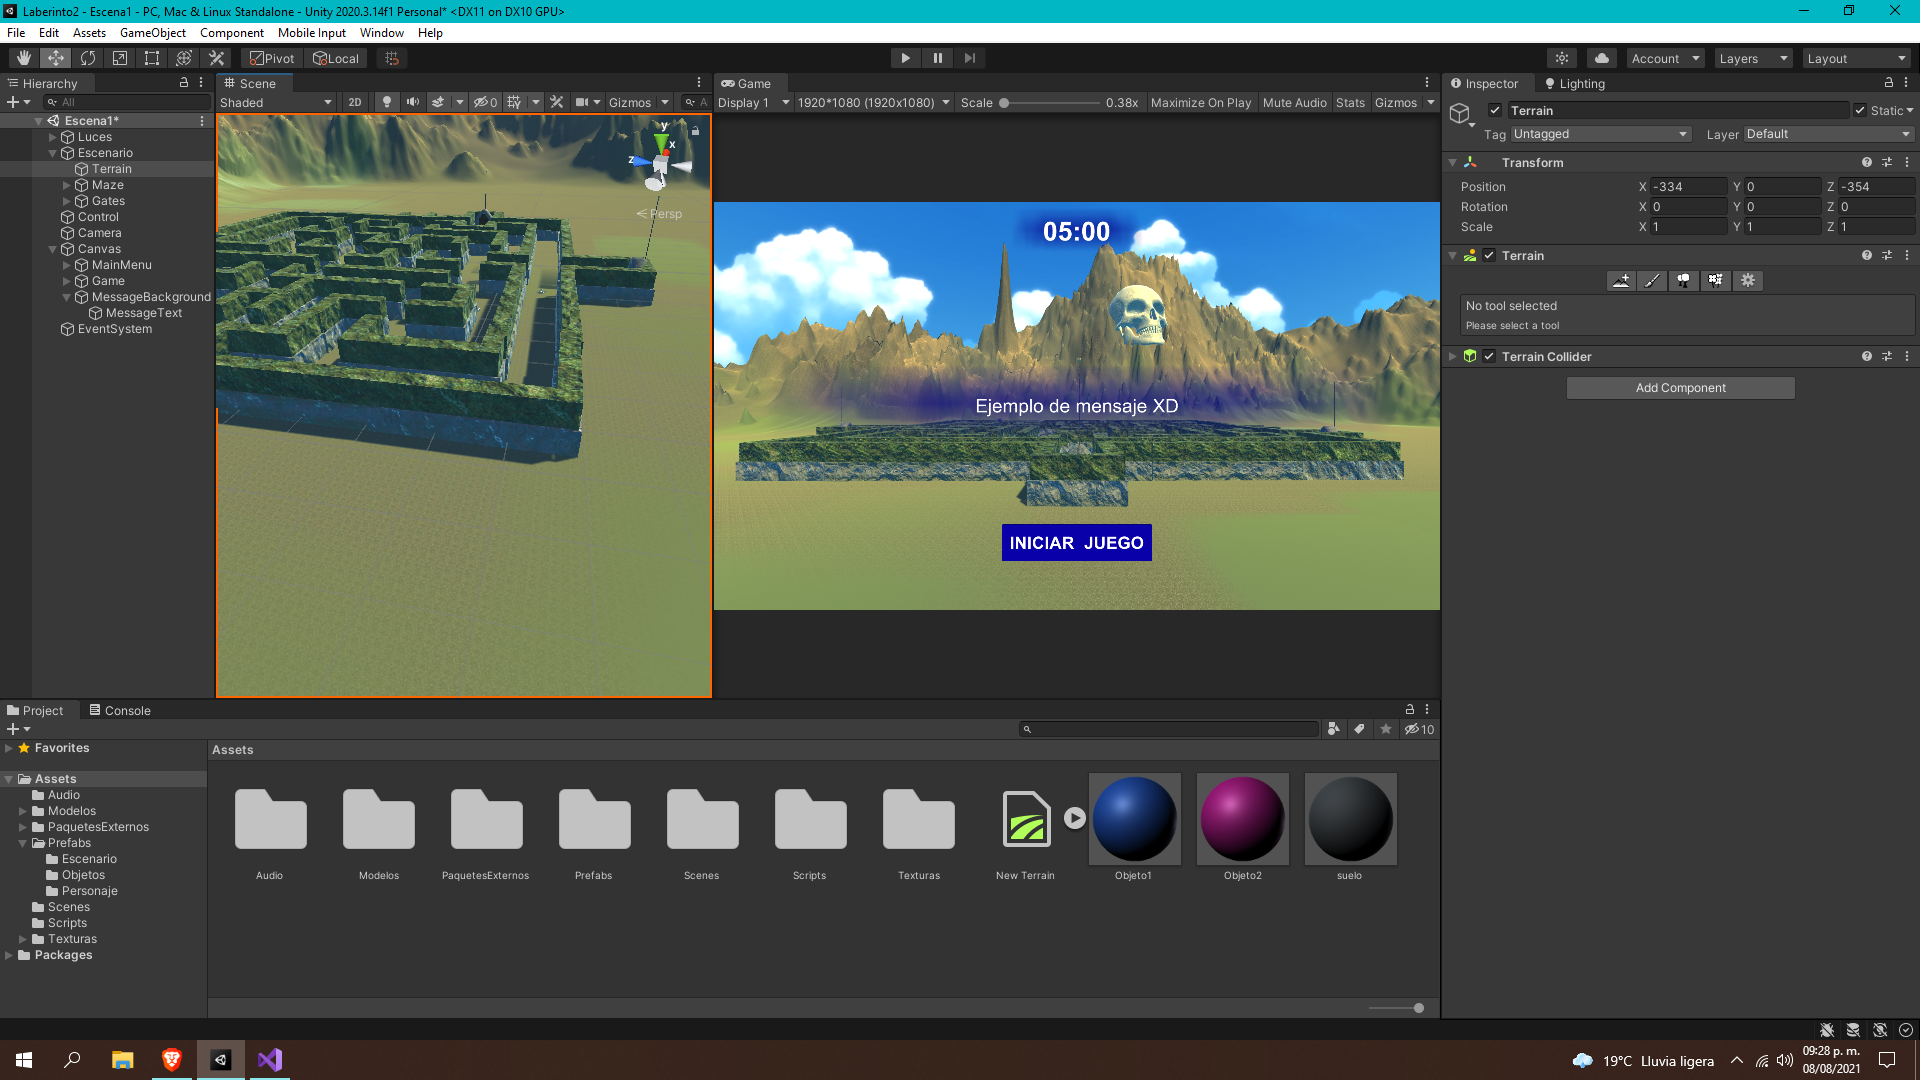 Laberinto2 - Escena1 - PC, Mac & Linux Standalone - Unity 2020.3.14f1 Personal* <DX11 on DX10 GPU>
File Edit Assets GameObject Component Mobile Input Window Help
Pivot Local Account Layers Layout
Hierarchy
All
Escena1*
Luces
Escenario
Terrain
Maze
Gates
Control
Camera
Canvas
MainMenu
Game
MessageBackground
MessageText
EventSystem
Scene
Shaded 2D 0 Gizmos A
y
x
z
Persp
Game
Display 1 1920*1080 (1920x1080) Scale 0.38x Maximize On Play Mute Audio Stats Gizmos
05:00
Ejemplo de mensaje XD
INICIAR JUEGO
Inspector Lighting
Terrain Static
Tag Untagged Layer Default
Transform
Position X -334 Y 0 Z -354
Rotation X 0 Y 0 Z 0
Scale X 1 Y 1 Z 1
Terrain
No tool selected
Please select a tool
Terrain Collider
Add Component
Project Console
10
Favorites
Assets
Audio
Modelos
PaquetesExternos
Prefabs
Escenario
Objetos
Personaje
Scenes
Scripts
Texturas
Packages
Assets
Audio Modelos PaquetesExternos Prefabs Scenes Scripts Texturas New Terrain Objeto1 Objeto2 suelo
19°C Lluvia ligera
09:28 p. m.
08/08/2021